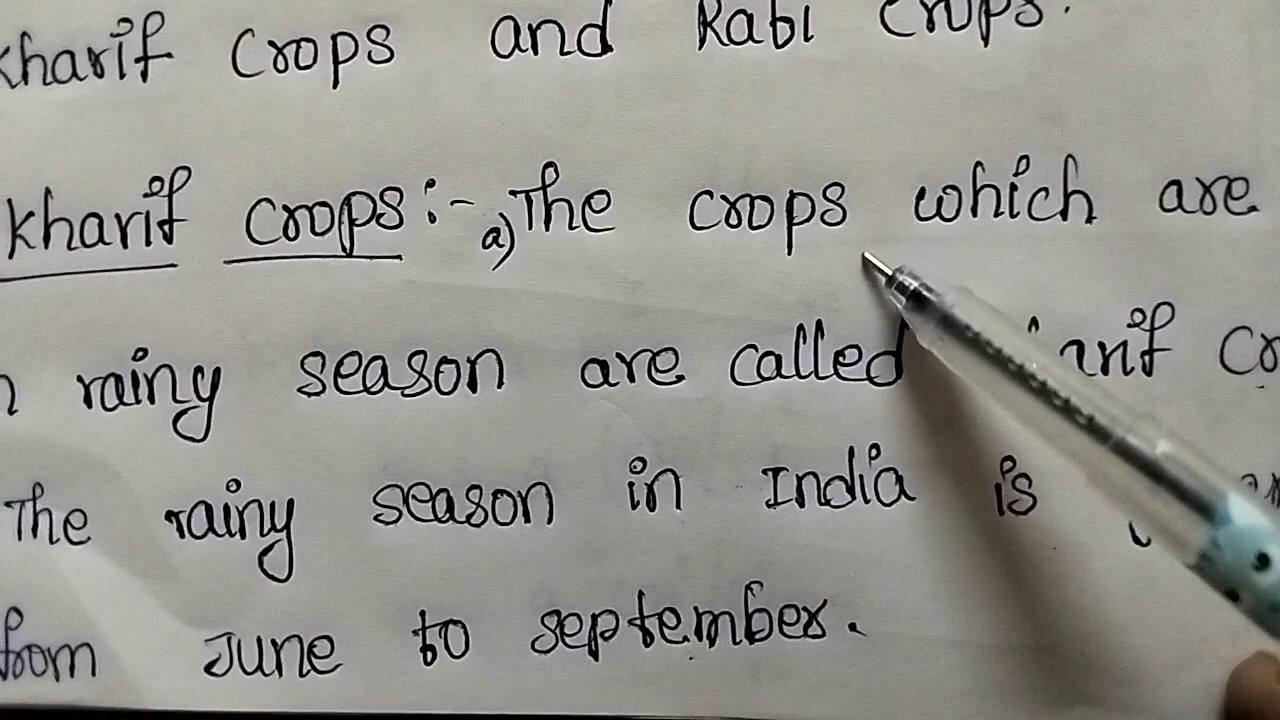 kharif crops and Rabi crops.
kharif crops :- a) The crops which are
rainy season are called
The rainy season in India is
from June to september.